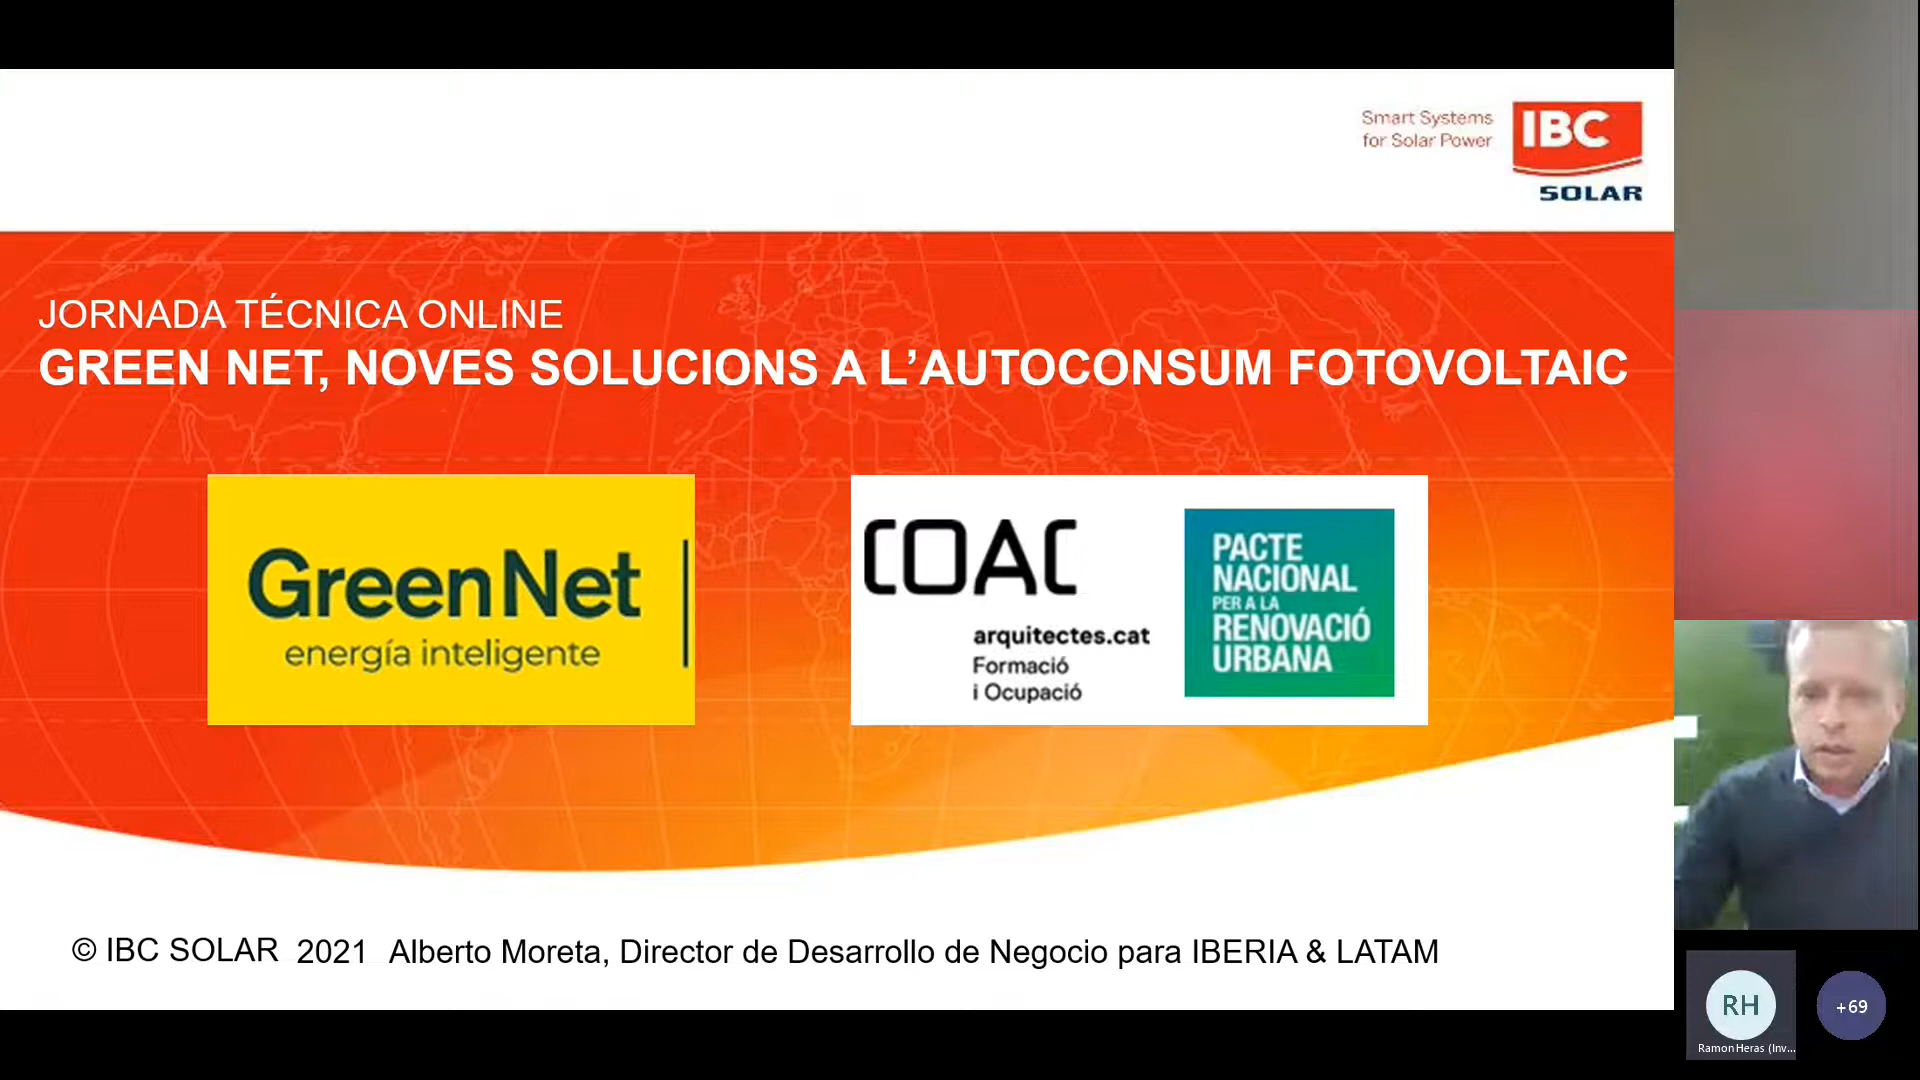 Smart Systems
for Solar Power
IBC
SOLAR
JORNADA TÉCNICA ONLINE
GREEN NET, NOVES SOLUCIONS A L’AUTOCONSUM FOTOVOLTAIC
GreenNet
energía inteligente
COAC
arquitectes.cat
Formació
i Ocupació
PACTE
NACIONAL
PER A LA
RENOVACIÓ
URBANA
© IBC SOLAR 2021 Alberto Moreta, Director de Desarrollo de Negocio para IBERIA & LATAM
RH
+69
Ramon Heras (Inv...